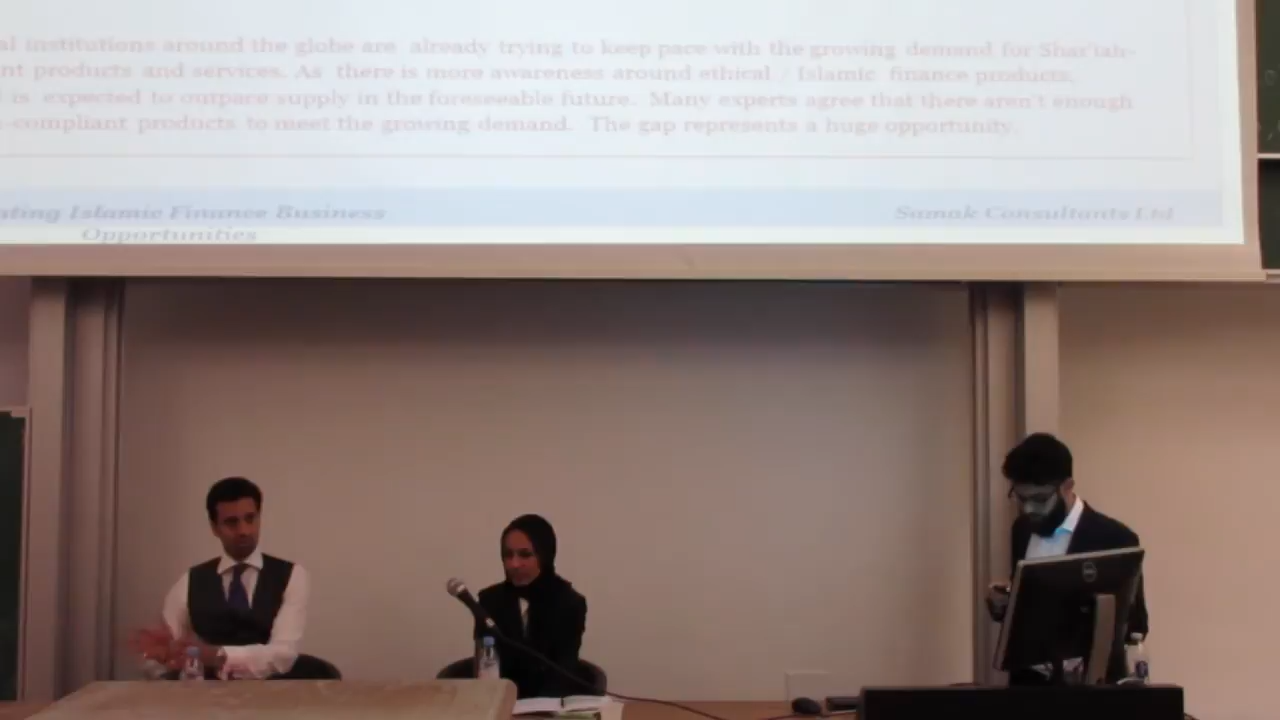 al institutions around the globe are already trying to keep pace with the growing demand for Shar'iah-
nt products and services. As there is more awareness around ethical / Islamic finance products,
is expected to outpace supply in the foreseeable future. Many experts agree that there aren't enough
-compliant products to meet the growing demand. The gap represents a huge opportunity.
ating Islamic Finance Business
Opportunities
Samak Consultants Ltd
DELL